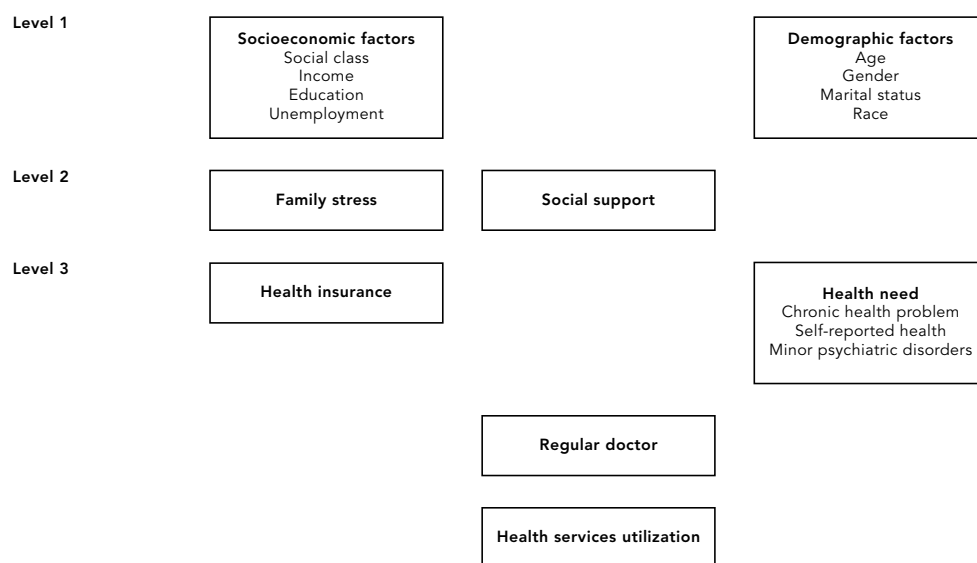 Level 1
Socioeconomic factors
Social class
Income
Education
Unemployment
Demographic factors
Age
Gender
Marital status
Race
Level 2
Family stress
Social support
Level 3
Health insurance
Health need
Chronic health problem
Self-reported health
Minor psychiatric disorders
Regular doctor
Health services utilization